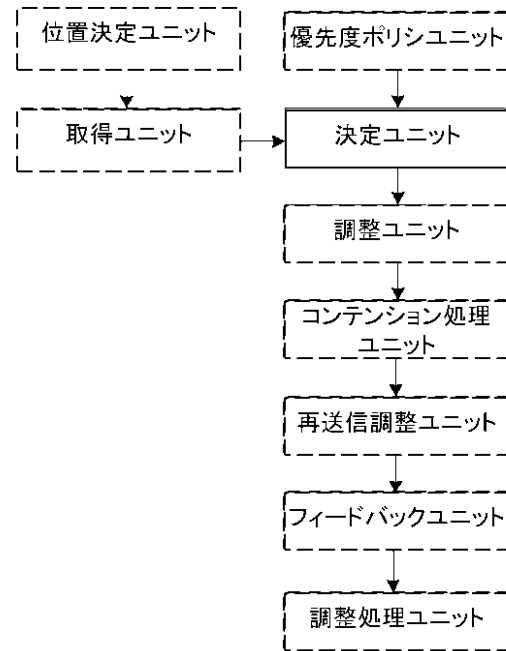 位置決定ユニット
優先度ポリシユニット
取得ユニット
決定ユニット
調整ユニット
コンテンション処理
ユニット
再送信調整ユニット
フィードバックユニット
調整処理ユニット